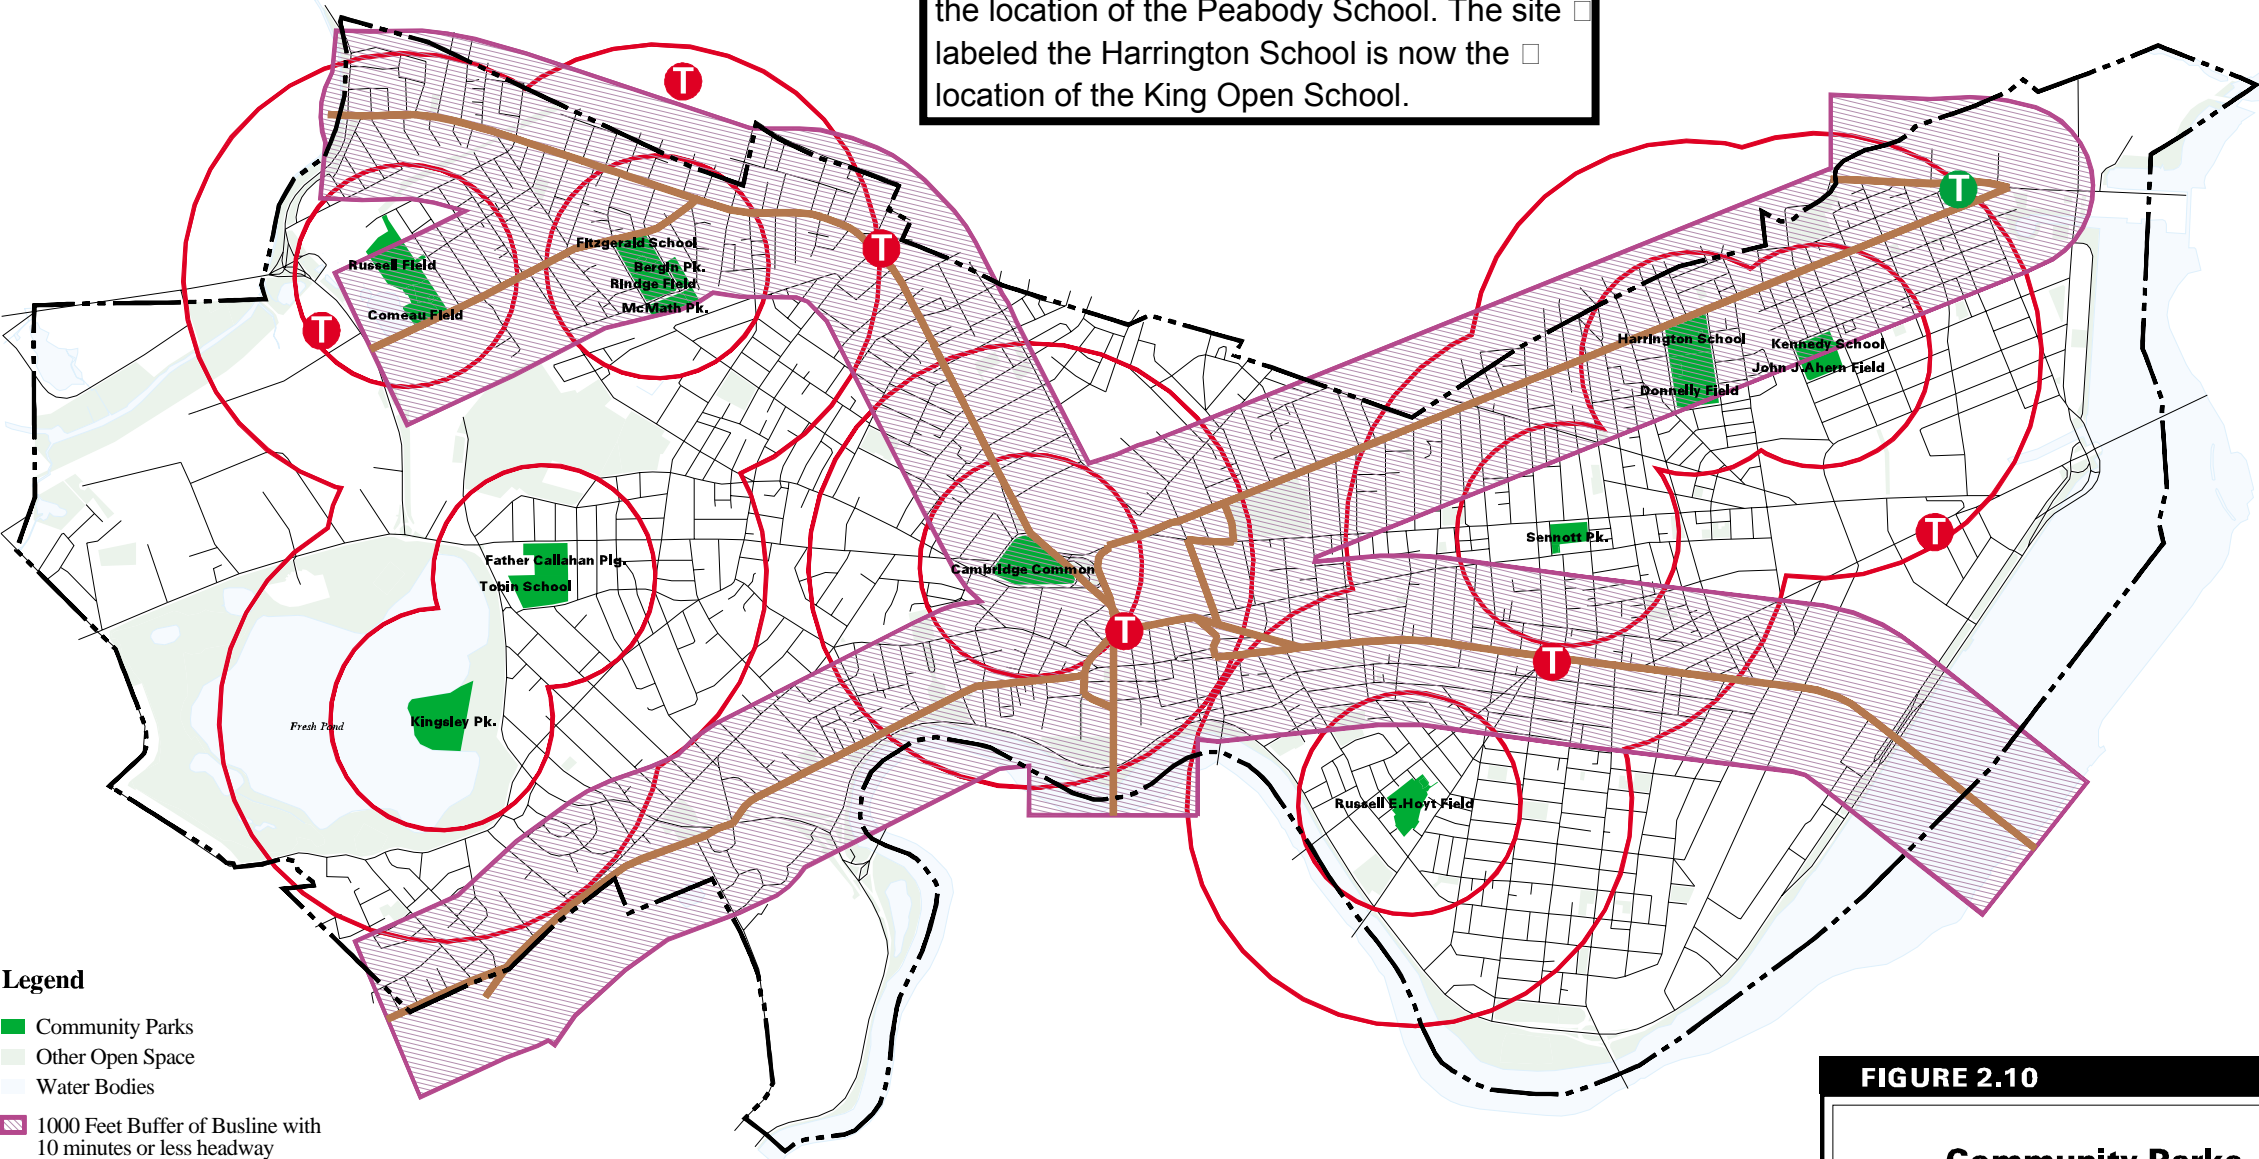 the location of the Peabody School. The site
labeled the Harrington School is now the
location of the King Open School.
T
T
T
Fitzgerald School
Bergin Pk.
Rindge Field
McMath Pk.
Russell Field
Comeau Field
T
T
Harrington School
Kennedy School
John J.Ahern Field
Donnelly Field
Sennott Pk.
T
Father Callahan Plg.
Tobin School
Cambridge Common
T
T
Fresh Pond
Kingsley Pk.
Russell E.Hoyt Field
Legend
Community Parks
Other Open Space
Water Bodies
1000 Feet Buffer of Busline with
10 minutes or less headway
FIGURE 2.10
Community Parks